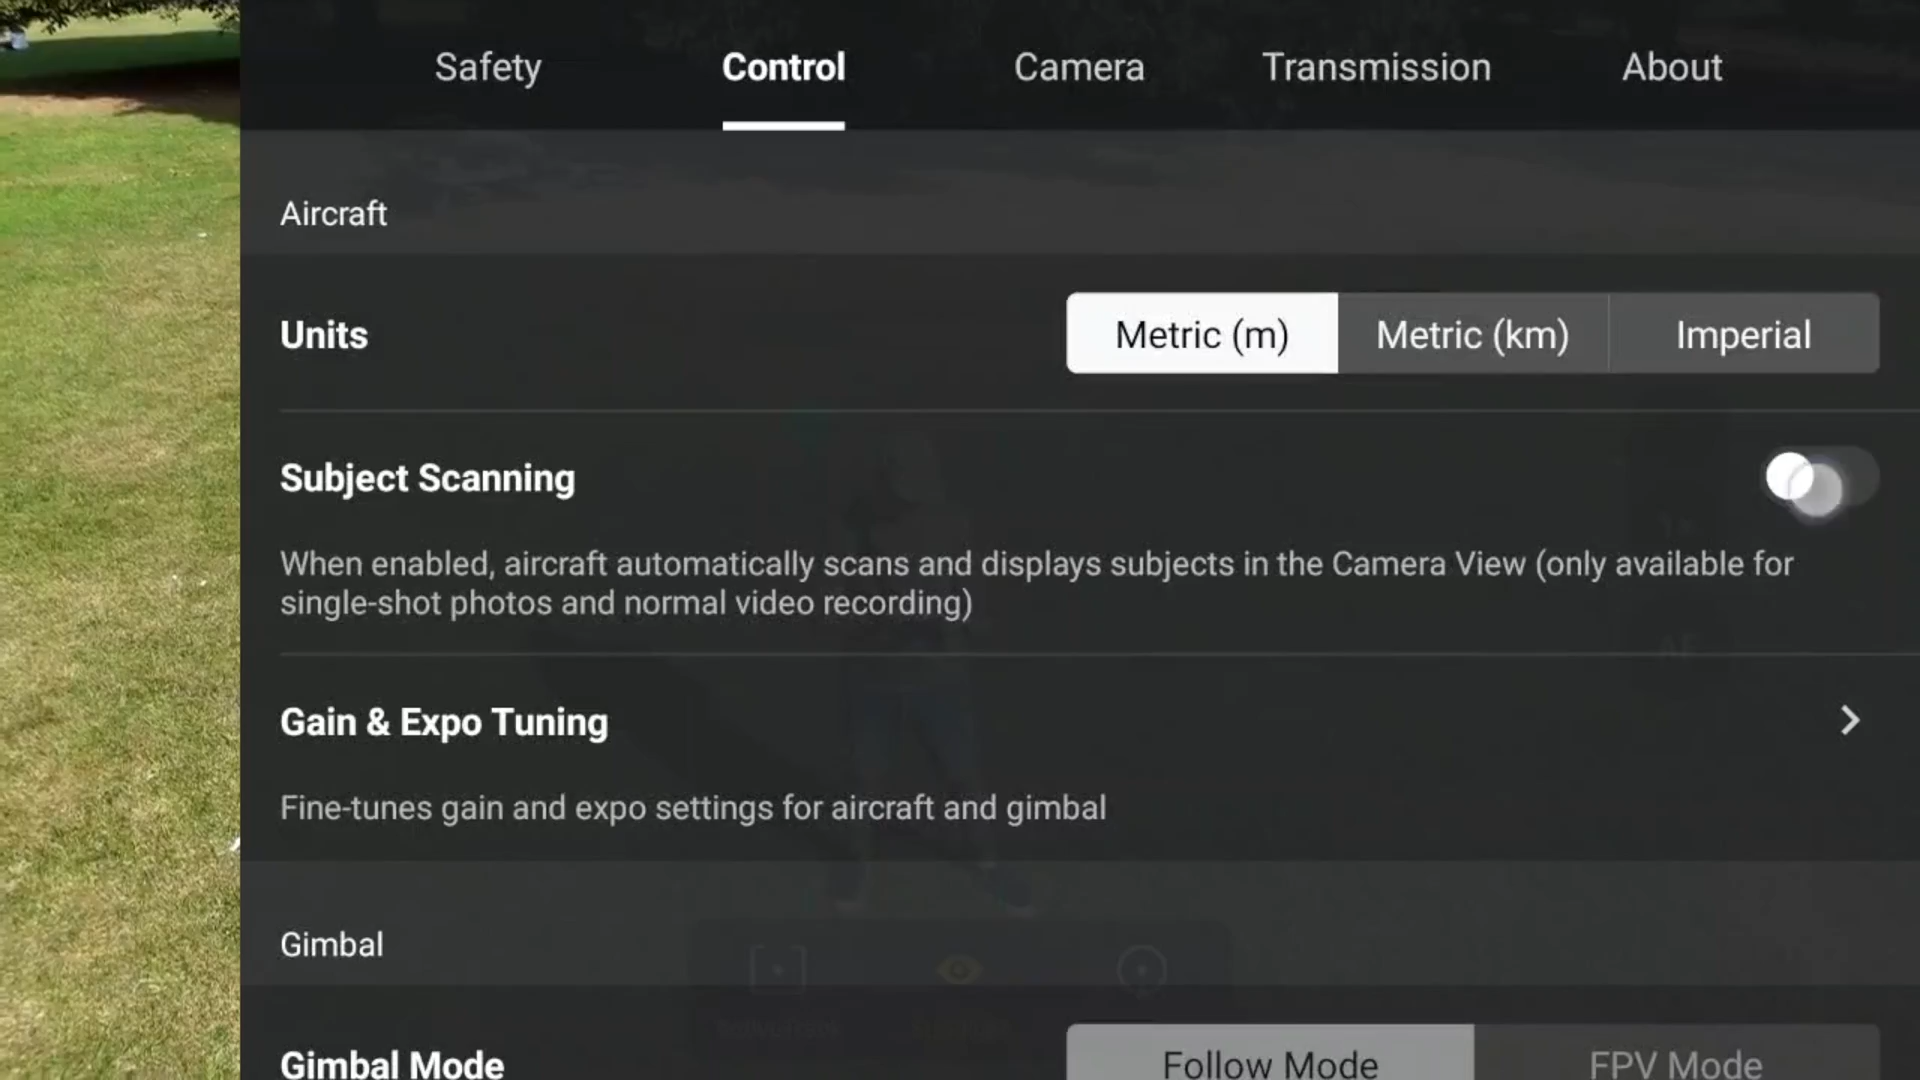 Safety Control Camera Transmission About
Aircraft
Units Metric (m) Metric (km) Imperial
Subject Scanning
When enabled, aircraft automatically scans and displays subjects in the Camera View (only available for
single-shot photos and normal video recording)
Gain & Expo Tuning
Fine-tunes gain and expo settings for aircraft and gimbal
Gimbal
Gimbal Mode Follow Mode FPV Mode